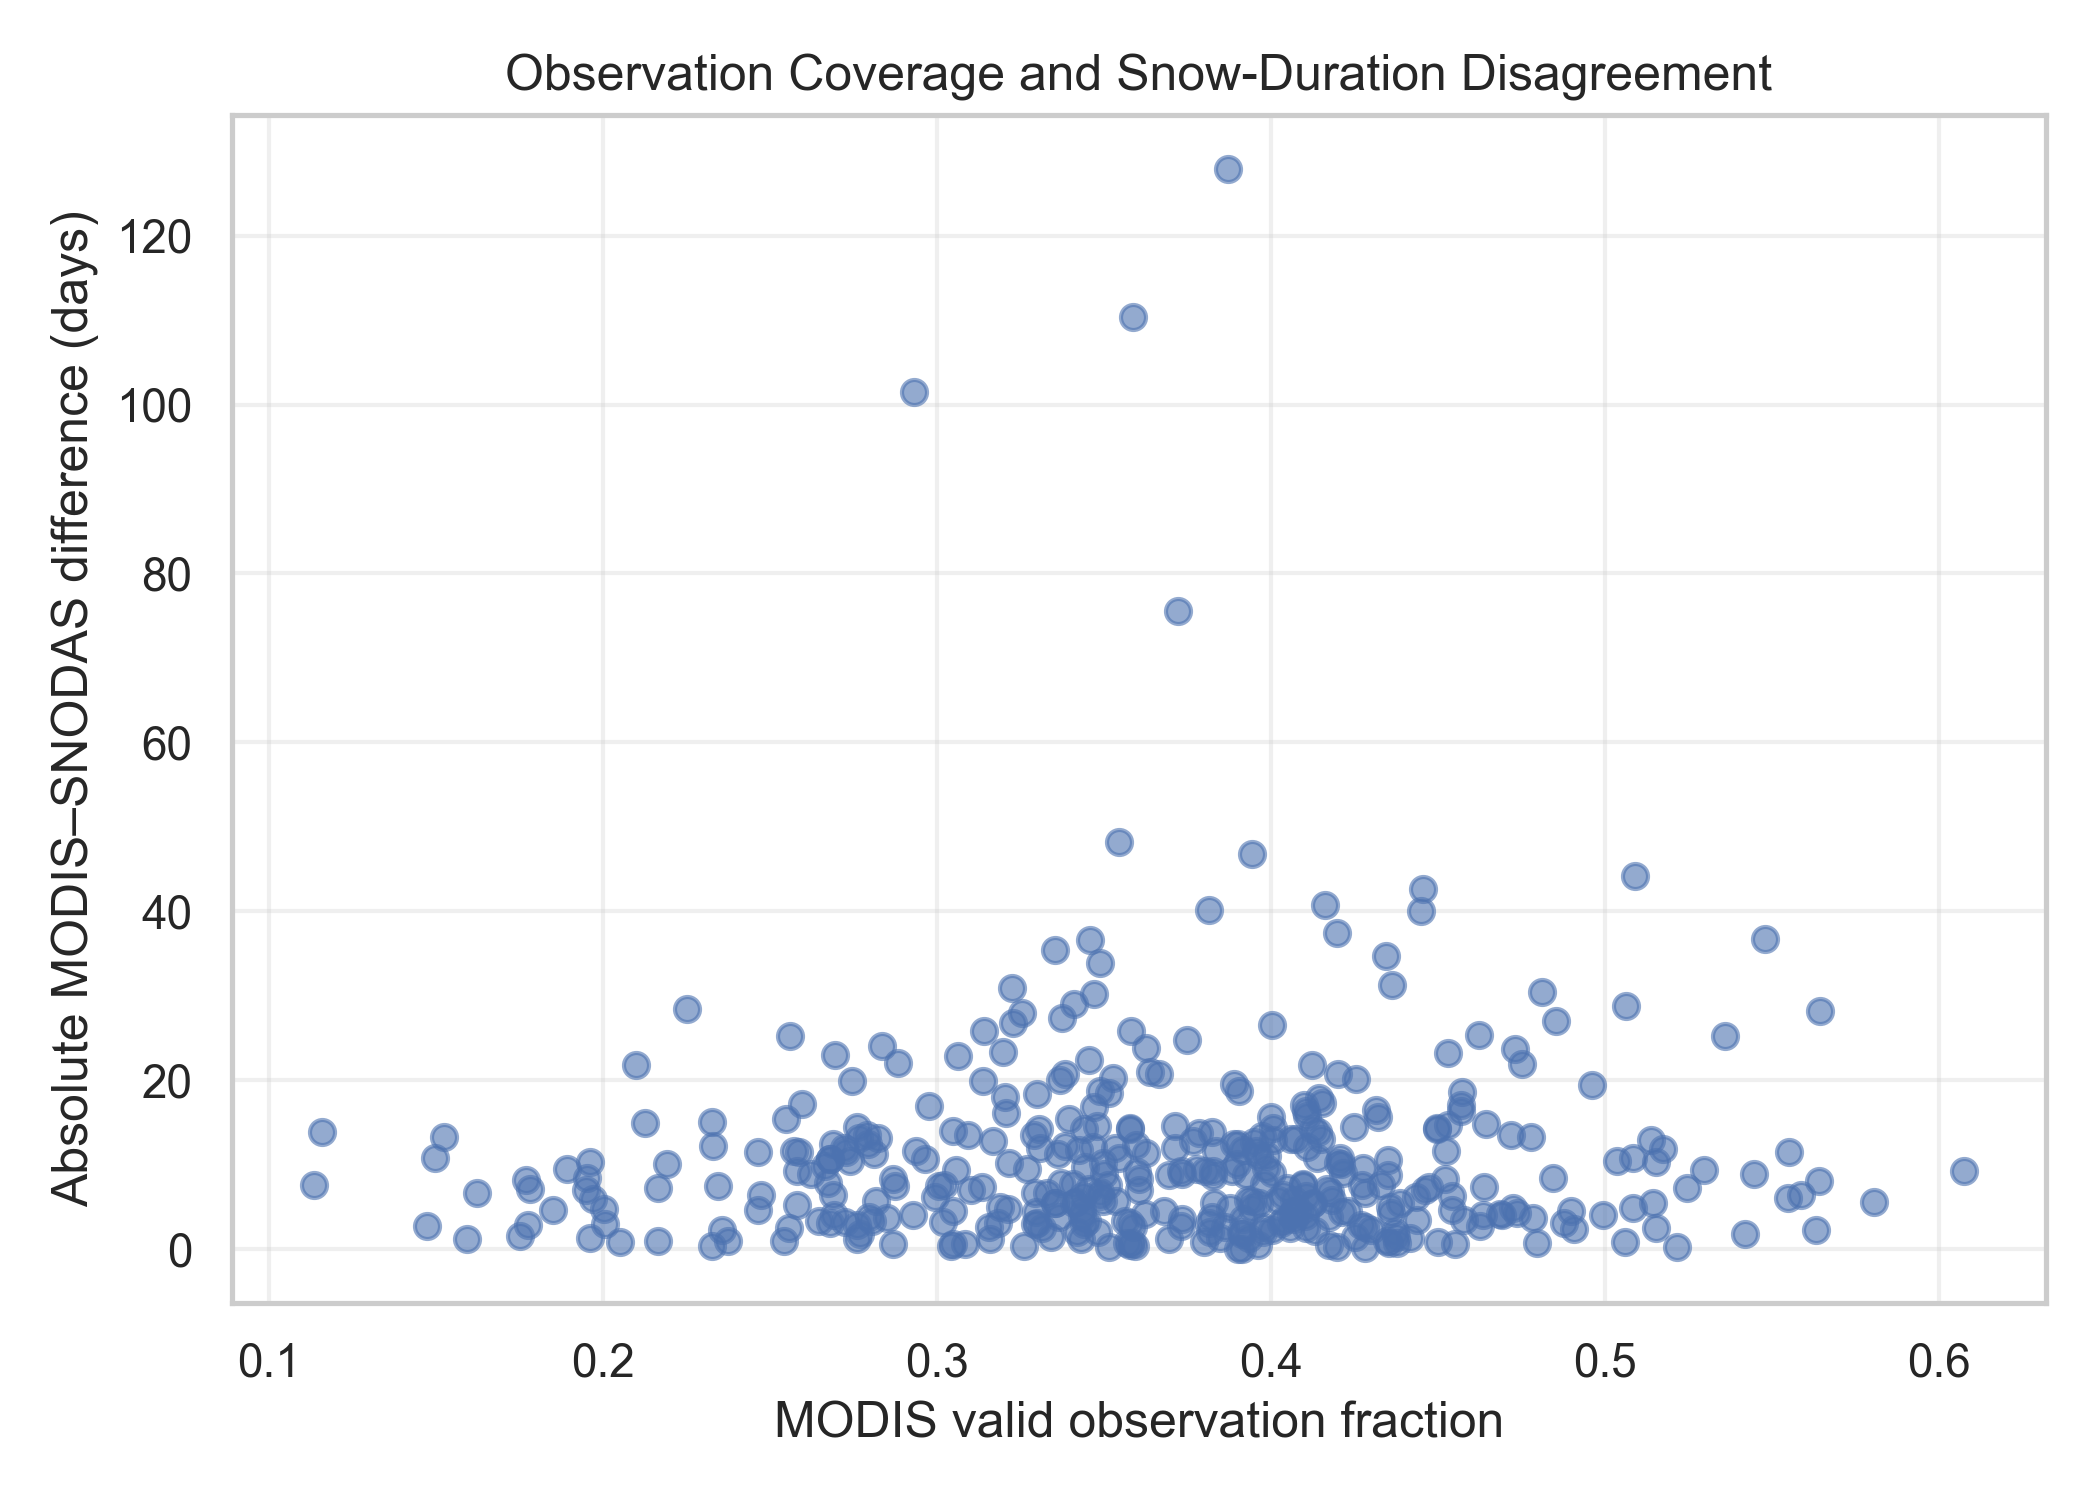 Observation Coverage and Snow-Duration Disagreement
Absolute MODIS–SNODAS difference (days)
120
100
80
60
40
20
0
0.1 0.2 0.3 0.4 0.5 0.6
MODIS valid observation fraction